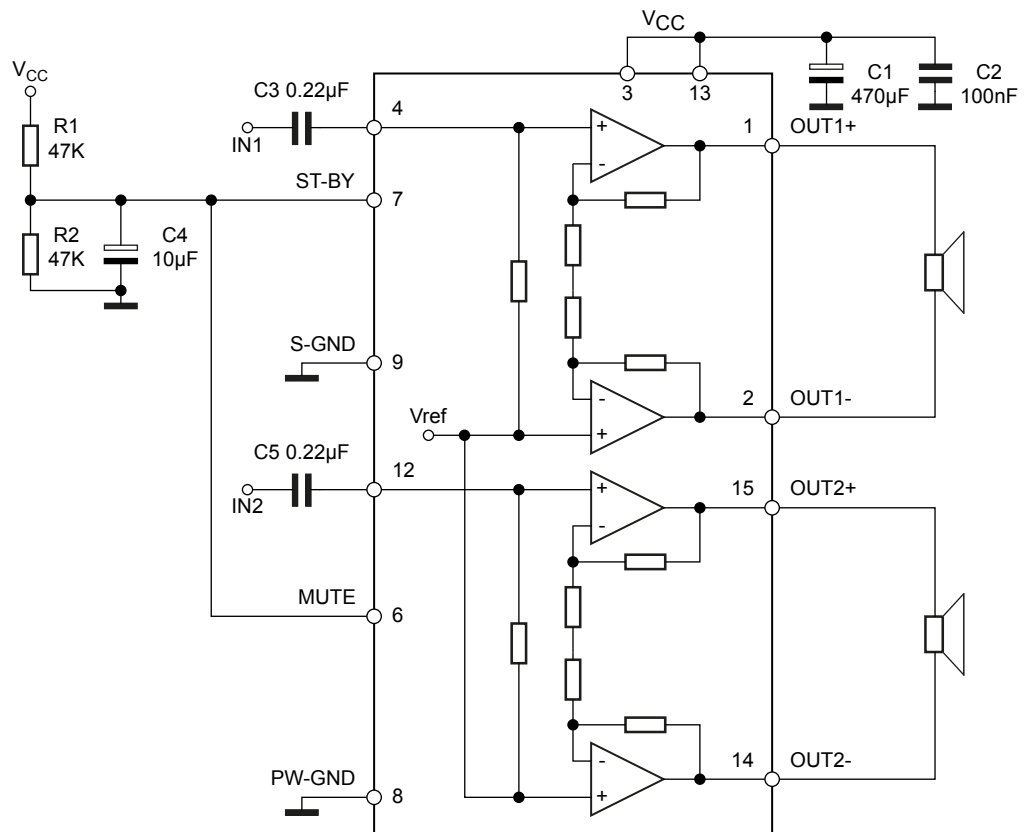 VCC
VCC
C1
470µF
C2
100nF
3
13
C3 0.22µF
4
IN1
+
-
1
OUT1+
R1
47K
ST-BY
7
R2
47K
C4
10µF
S-GND
9
-
+
2
OUT1-
Vref
C5 0.22µF
12
IN2
+
-
15
OUT2+
MUTE
6
-
+
14
OUT2-
PW-GND
8